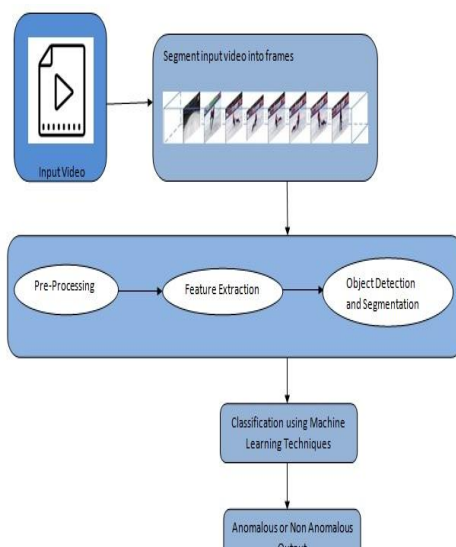 Segment input video into frames
Input Video
Pre-Processing
Feature Extraction
Object Detection
and Segmentation
Classification using Machine
Learning Techniques
Anomalous or Non Anomalous
Output